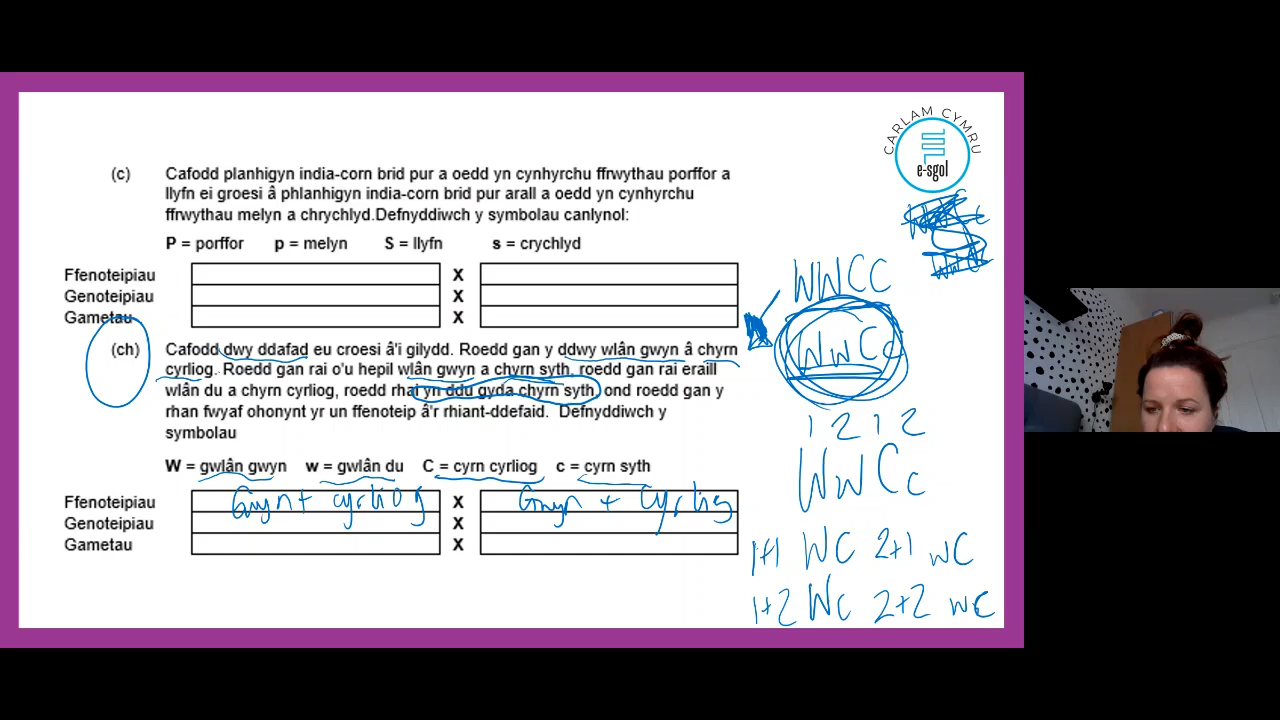 CARLAM CYMRU
e-sgol
(c) Cafodd planhigyn india-corn brid pur a oedd yn cynhyrchu ffrwythau porffor a
llyfn ei groesi â phlanhigyn india-corn brid pur arall a oedd yn cynhyrchu
ffrwythau melyn a chrychlyd.Defnyddiwch y symbolau canlynol:
P = porffor p = melyn S = llyfn s = crychlyd
Ffenoteipiau X
Genoteipiau X
Gametau X
(ch) Cafodd dwy ddafad eu croesi â'i gilydd. Roedd gan y ddwy wlân gwyn â chyrn
cyrliog. Roedd gan rai o'u hepil wlân gwyn a chyrn syth, roedd gan rai eraill
wlân du a chyrn cyrliog, roedd rhai yn ddu gyda chyrn syth, ond roedd gan y
rhan fwyaf ohonynt yr un ffenoteip â'r rhiant-ddefaid. Defnyddiwch y
symbolau
W = gwlân gwyn w = gwlân du C = cyrn cyrliog c = cyrn syth
Ffenoteipiau Gwyn + cyrliog X Gwyn + Cyrliog
Genoteipiau X
Gametau X
WWCC
WwCc
1 2 1 2
WwCc
1+1 WC 2+1 wC
1+2 Wc 2+2 wc